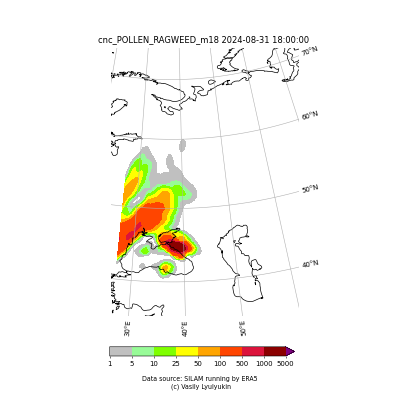 cnc_POLLEN_RAGWEED_m18 2024-08-31 18:00:00
70°N
60°N
50°N
40°N
30°E
40°E
50°E
1 5 10 25 50 100 500 1000 5000
Data source: SILAM running by ERA5
(c) Vasily Lyulyukin